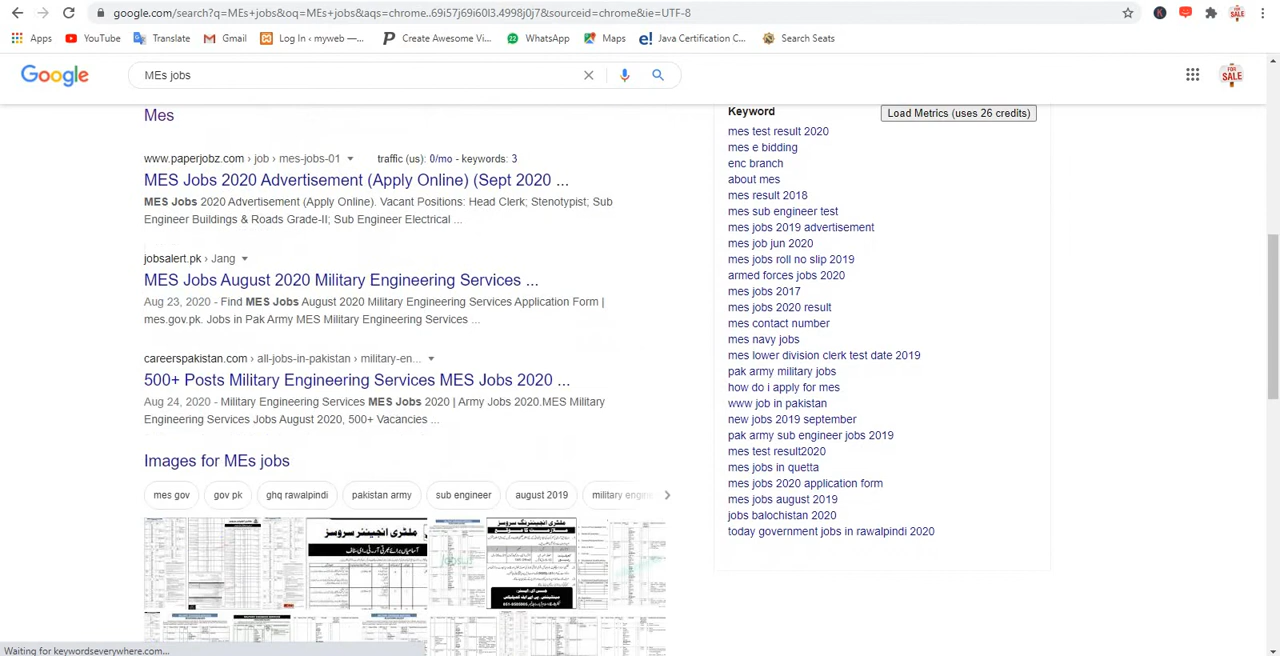 google.com/search?q=MEs+jobs&oq=MEs+jobs&aqs=chrome..69i57j69i60l3.4998j0j7&sourceid=chrome&ie=UTF-8
Apps YouTube Translate Gmail Log In ‹ myweb —... Create Awesome Vi... WhatsApp Maps Java Certification C... Search Seats
Google MEs jobs FOR SALE
Mes
www.paperjobz.com › job › mes-jobs-01 traffic (us): 0/mo - keywords: 3
MES Jobs 2020 Advertisement (Apply Online) (Sept 2020 ...
MES Jobs 2020 Advertisement (Apply Online). Vacant Positions: Head Clerk; Stenotypist; Sub
Engineer Buildings & Roads Grade-II; Sub Engineer Electrical ...
jobsalert.pk › Jang
MES Jobs August 2020 Military Engineering Services ...
Aug 23, 2020 - Find MES Jobs August 2020 Military Engineering Services Application Form |
mes.gov.pk. Jobs in Pak Army MES Military Engineering Services ...
careerspakistan.com › all-jobs-in-pakistan › military-en...
500+ Posts Military Engineering Services MES Jobs 2020 ...
Aug 24, 2020 - Military Engineering Services MES Jobs 2020 | Army Jobs 2020.MES Military
Engineering Services Jobs August 2020, 500+ Vacancies ...
Images for MEs jobs
mes gov gov pk ghq rawalpindi pakistan army sub engineer august 2019 military engine
ملٹری انجینئر سروسز
ملٹری انجینئرنگ سروسز
Waiting for keywordseverywhere.com...
Keyword Load Metrics (uses 26 credits)
mes test result 2020
mes e bidding
enc branch
about mes
mes result 2018
mes sub engineer test
mes jobs 2019 advertisement
mes job jun 2020
mes jobs roll no slip 2019
armed forces jobs 2020
mes jobs 2017
mes jobs 2020 result
mes contact number
mes navy jobs
mes lower division clerk test date 2019
pak army military jobs
how do i apply for mes
www job in pakistan
new jobs 2019 september
pak army sub engineer jobs 2019
mes test result2020
mes jobs in quetta
mes jobs 2020 application form
mes jobs august 2019
jobs balochistan 2020
today government jobs in rawalpindi 2020